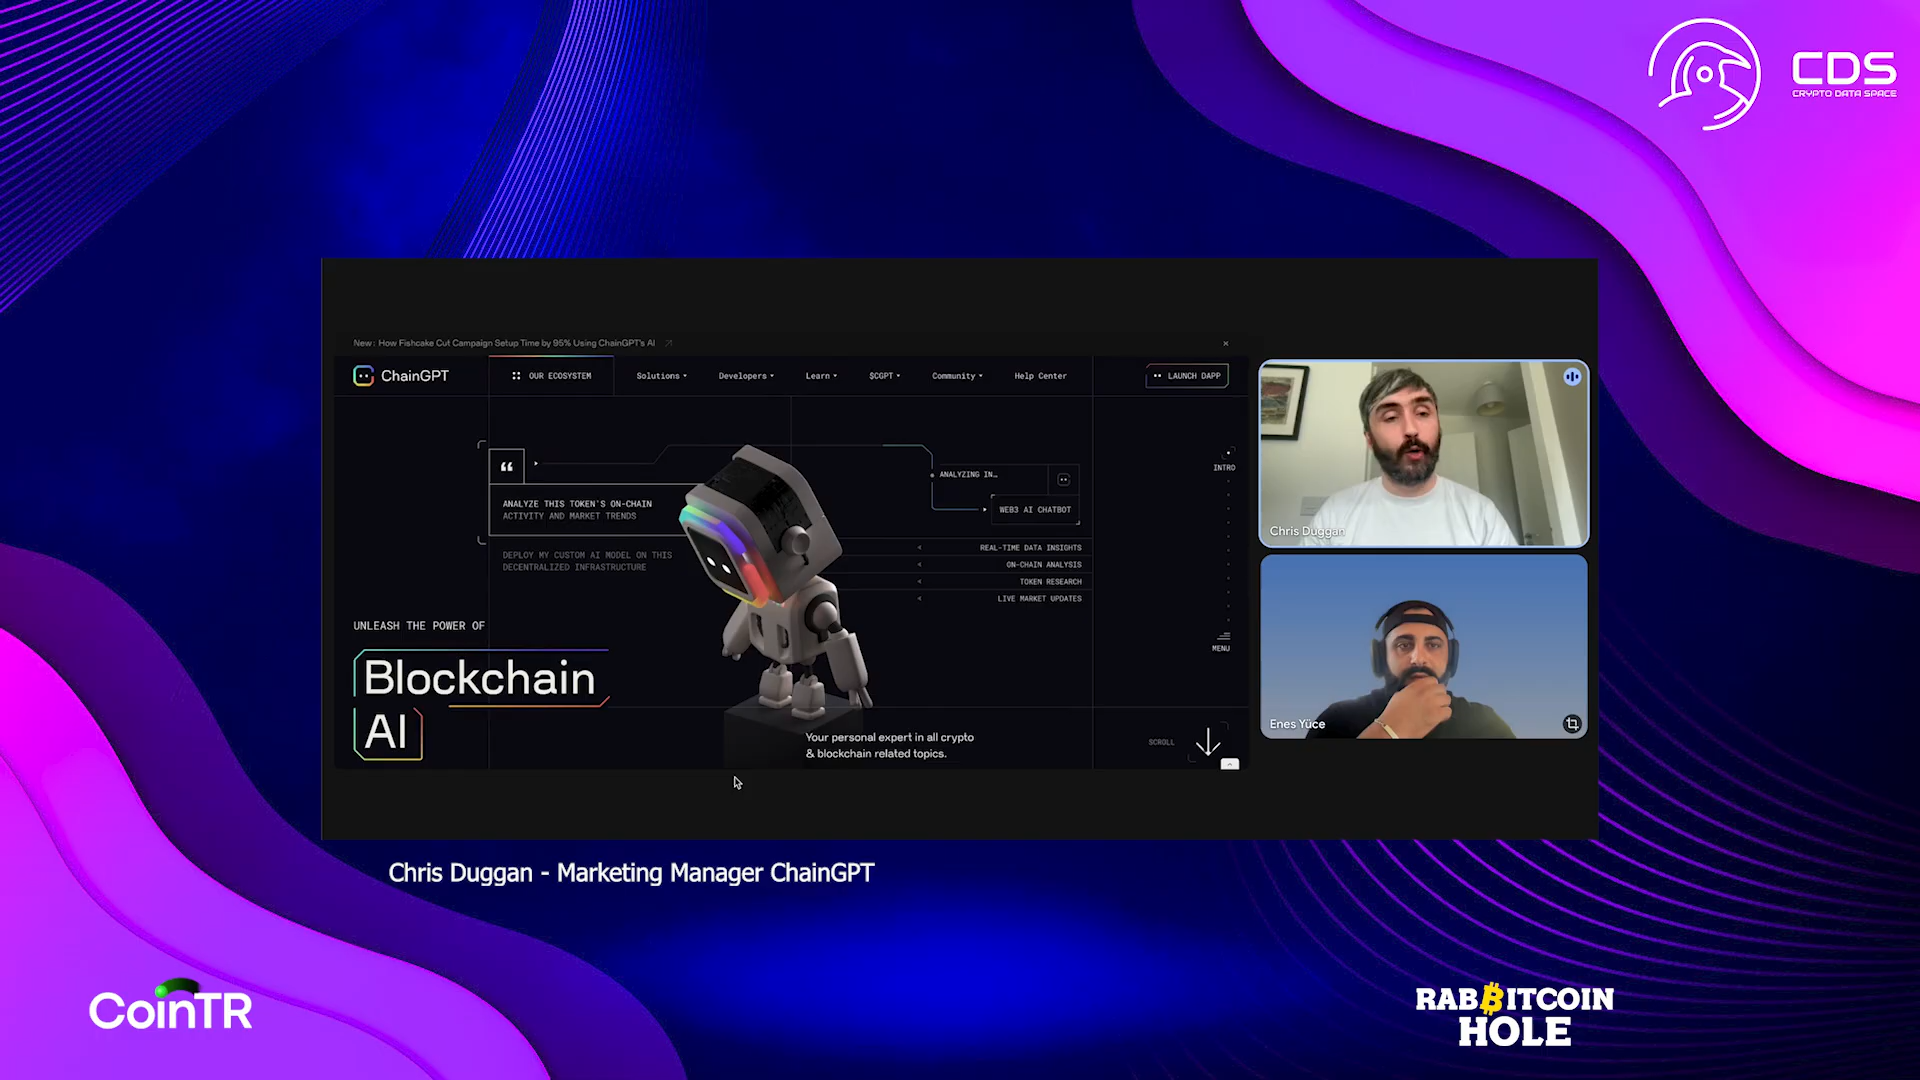 CDS
CRYPTO DATA SPACE
New: How Fishcake Cut Campaign Setup Time by 95% Using ChainGPT's AI
ChainGPT
OUR ECOSYSTEM
Solutions
Developers
Learn
$CGPT
Community
Help Center
LAUNCH DAPP
“
ANALYZE THIS TOKEN'S ON-CHAIN
ACTIVITY AND MARKET TRENDS
DEPLOY MY CUSTOM AI MODEL ON THIS
DECENTRALIZED INFRASTRUCTURE
ANALYZING IN…
WEB3 AI CHATBOT
REAL-TIME DATA INSIGHTS
ON-CHAIN ANALYSIS
TOKEN RESEARCH
LIVE MARKET UPDATES
INTRO
MENU
UNLEASH THE POWER OF
Blockchain
AI
Your personal expert in all crypto
& blockchain related topics.
SCROLL
Chris Duggan
Enes Yüce
Chris Duggan - Marketing Manager ChainGPT
CoinTR
RABBITCOIN
HOLE